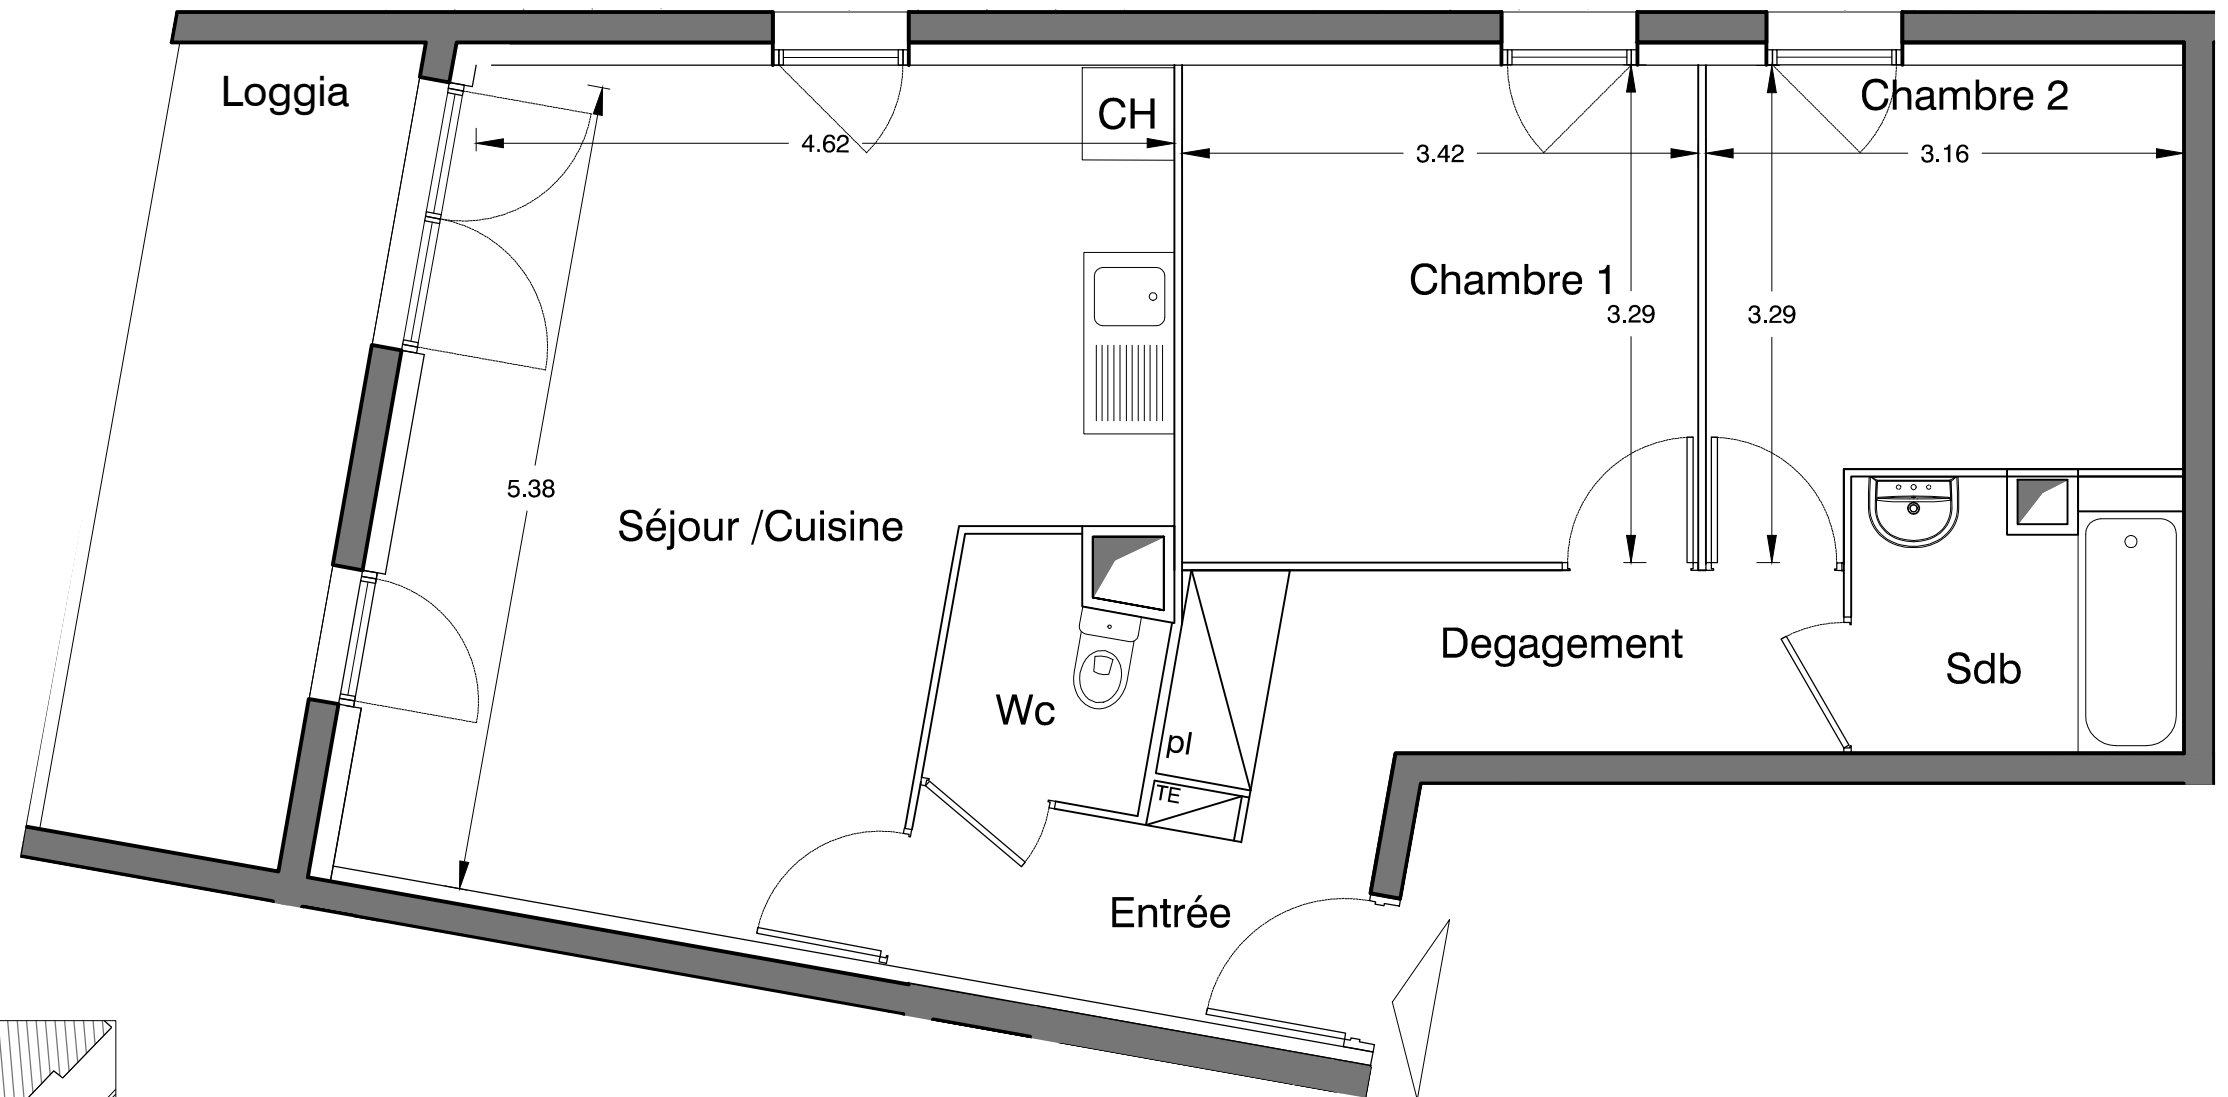 Loggia
CH
Chambre 2
4.62
3.42
3.16
Chambre 1
3.29
3.29
5.38
Séjour /Cuisine
Degagement
Sdb
Wc
pl
TE
Entrée